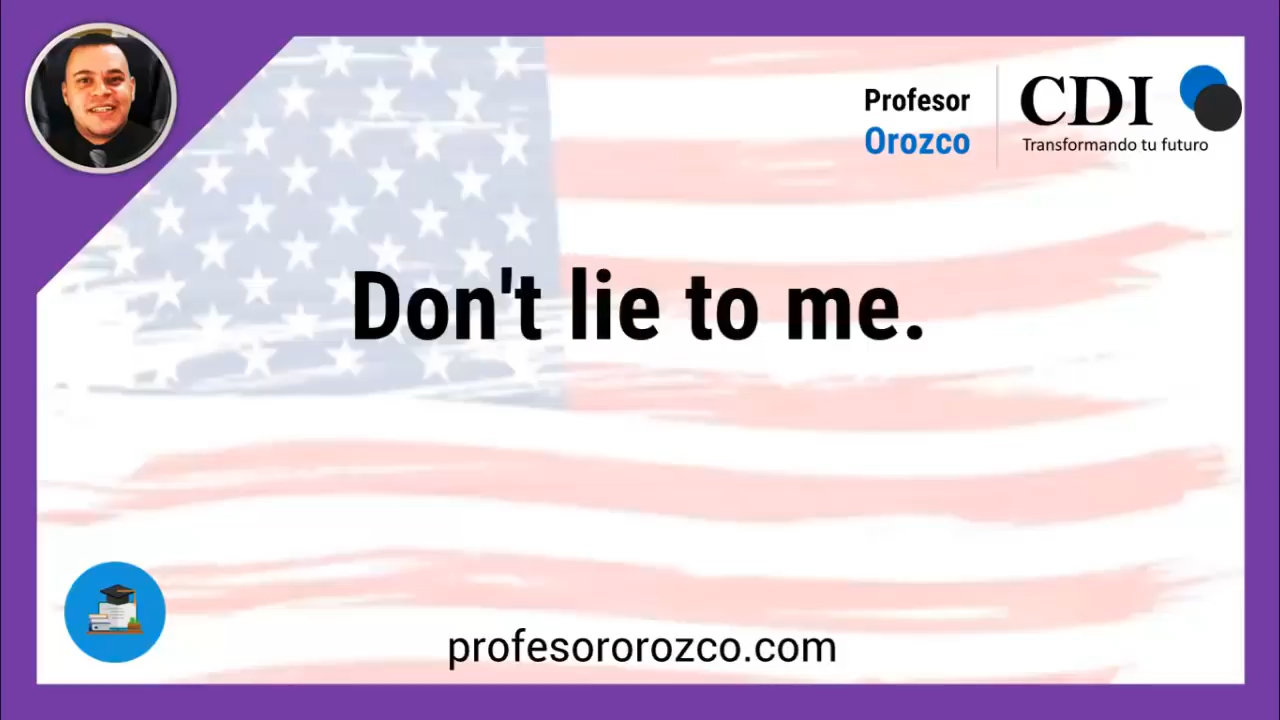 Profesor
Orozco
CDI
Transformando tu futuro
Don't lie to me.
profesororozco.com